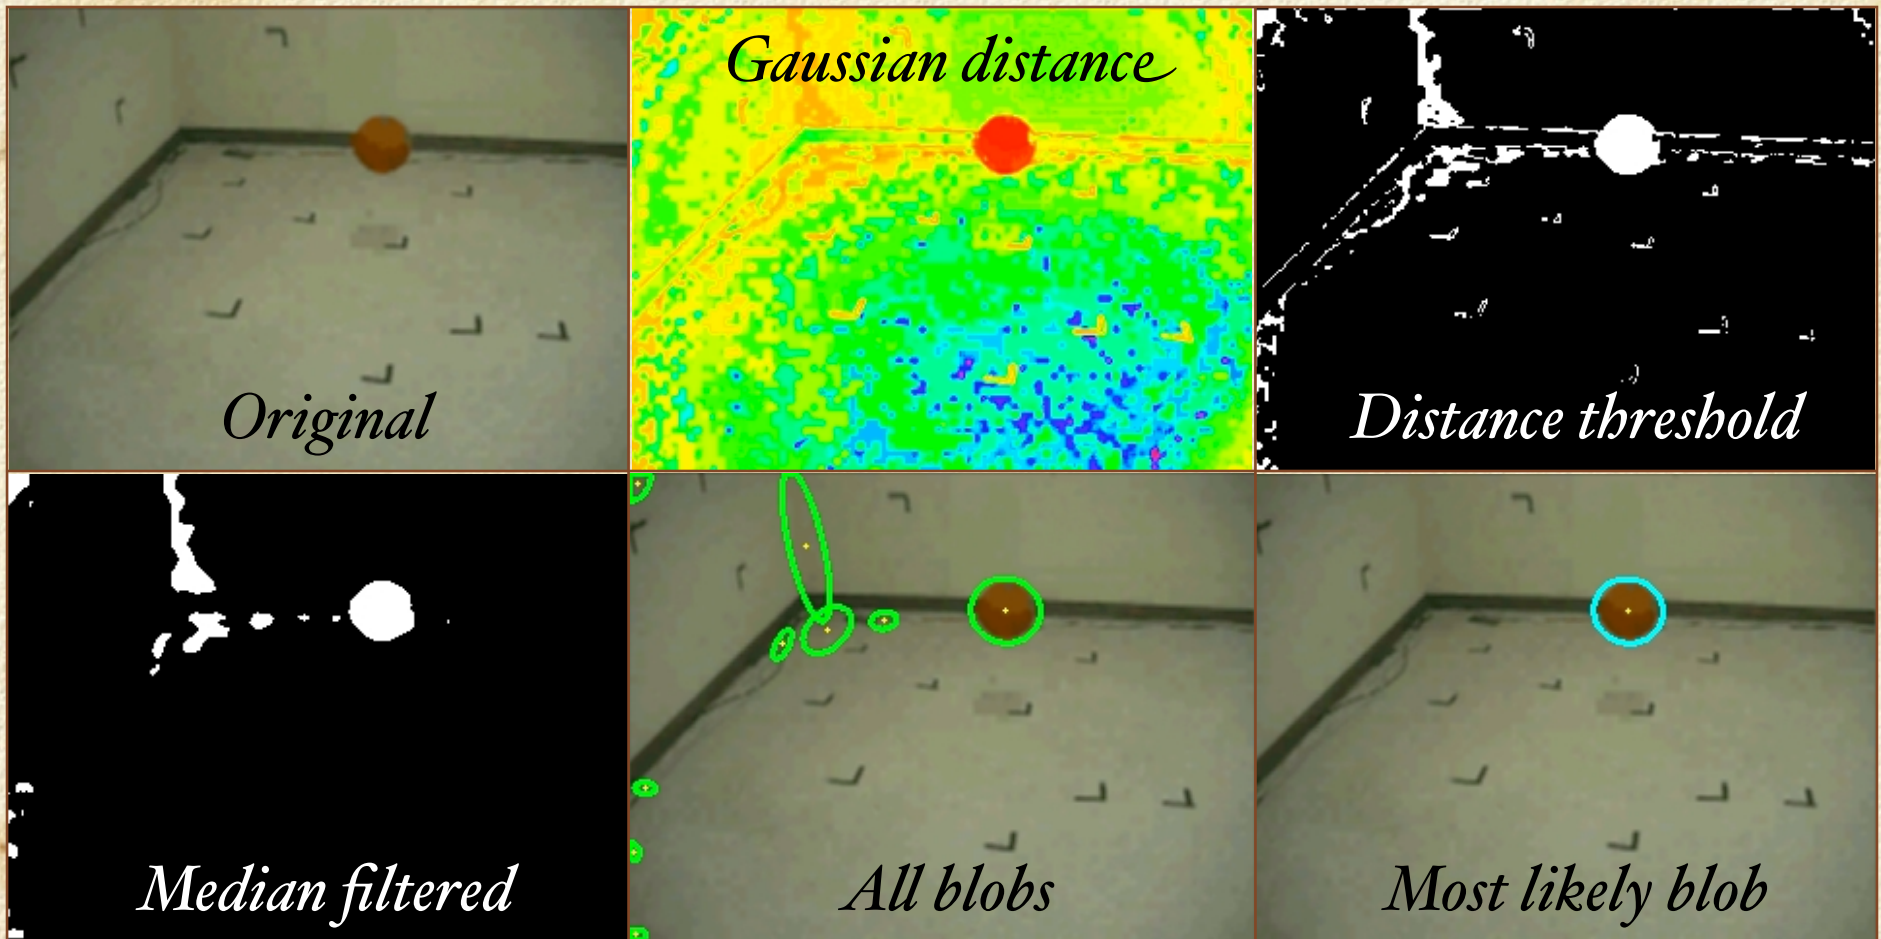 Original
Gaussian distance
Distance threshold
Median filtered
All blobs
Most likely blob